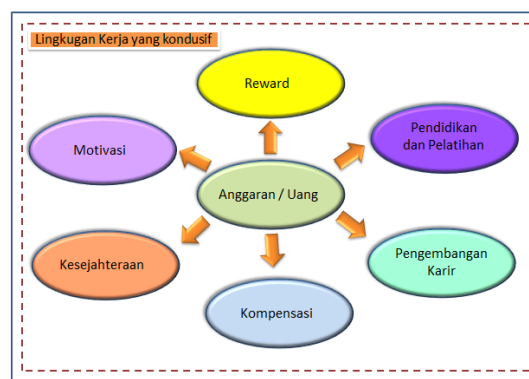 Lingkugan Kerja yang kondusif
Reward
Motivasi
Pendidikan
dan Pelatihan
Anggaran / Uang
Kesejahteraan
Pengembangan
Karir
Kompensasi